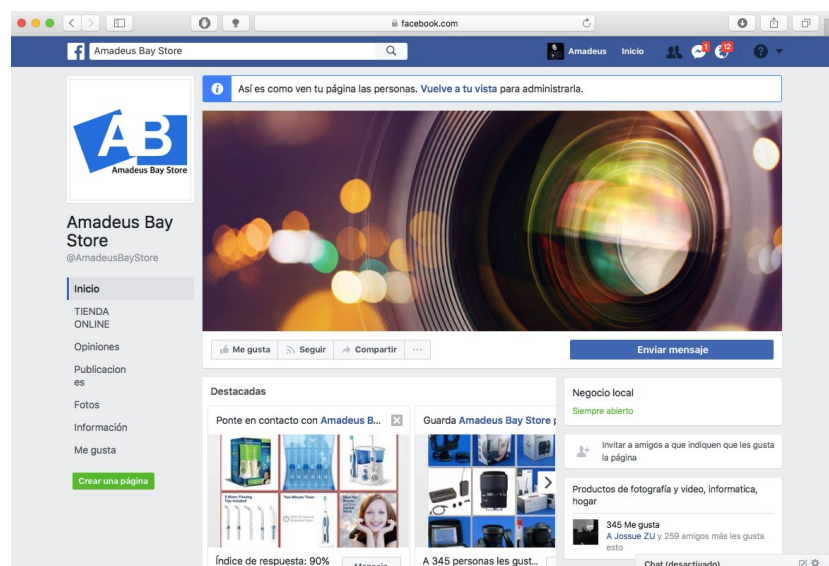 facebook.com
Amadeus Bay Store
Amadeus
Inicio
1
12
Así es como ven tu página las personas. Vuelve a tu vista para administrarla.
AB
Amadeus Bay Store
Amadeus Bay
Store
@AmadeusBayStore
Inicio
TIENDA
ONLINE
Opiniones
Publicacion
es
Fotos
Información
Me gusta
Crear una página
Me gusta
Seguir
Compartir
Enviar mensaje
Destacadas
Ponte en contacto con Amadeus B...
Índice de respuesta: 90%
Guarda Amadeus Bay Store
A 345 personas les gust...
Negocio local
Siempre abierto
Invitar a amigos a que indiquen que les gusta
la página
Productos de fotografía y video, informatica,
hogar
345 Me gusta
A Jossue ZU y 259 amigos más les gusta
esto
Chat (desactivado)